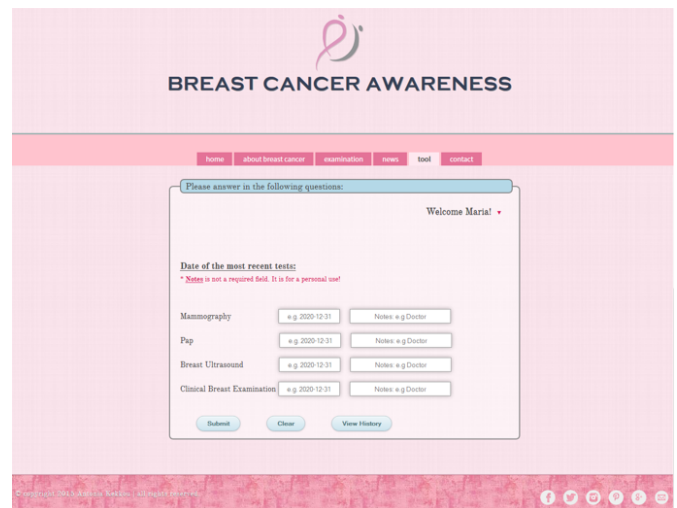 BREAST CANCER AWARENESS
home about breast cancer examination news tool contact
Please answer in the following questions:
Welcome Maria!
Date of the most recent tests:
* Notes is not a required field. It is for a personal use!
Mammography e.g. 2020-12-31 Notes: e.g Doctor
Pap e.g. 2020-12-31 Notes: e.g Doctor
Breast Ultrasound e.g. 2020-12-31 Notes: e.g Doctor
Clinical Breast Examination e.g. 2020-12-31 Notes: e.g Doctor
Submit Clear View History